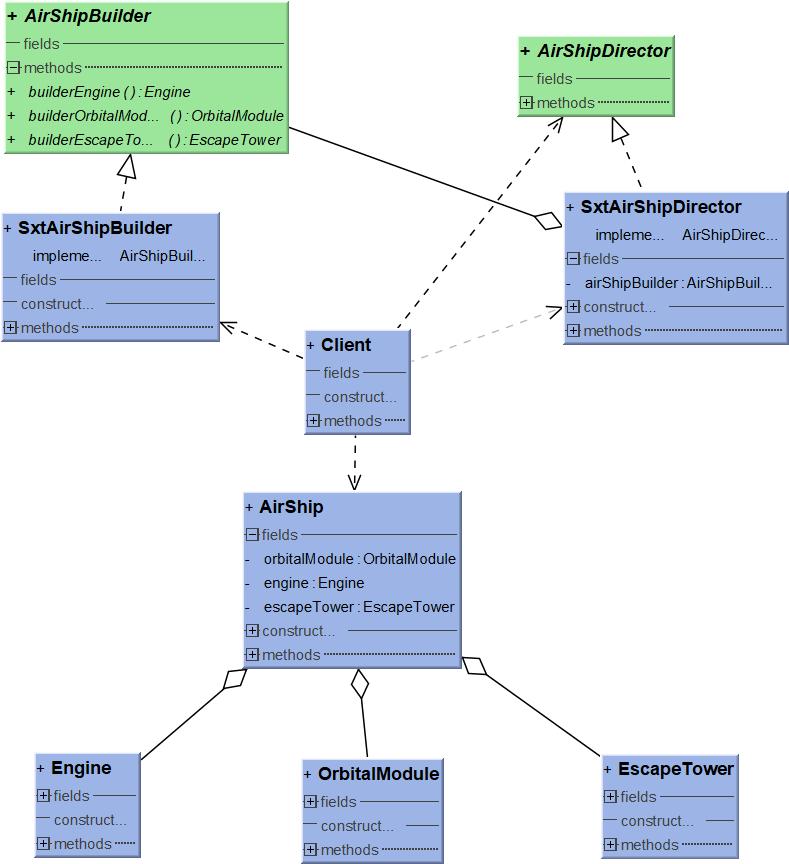 + AirShipBuilder
fields
methods
+ builderEngine ( ) : Engine
+ builderOrbitalMod... ( ) : OrbitalModule
+ builderEscapeTo... ( ) : EscapeTower
+ AirShipDirector
fields
methods
+ SxtAirShipBuilder
impleme... AirShipBuil...
fields
construct...
methods
+ SxtAirShipDirector
impleme... AirShipDirec...
fields
- airShipBuilder : AirShipBuil...
construct...
methods
+ Client
fields
construct...
methods
+ AirShip
fields
- orbitalModule : OrbitalModule
- engine : Engine
- escapeTower : EscapeTower
construct...
methods
+ Engine
fields
construct...
methods
+ OrbitalModule
fields
construct...
methods
+ EscapeTower
fields
construct...
methods